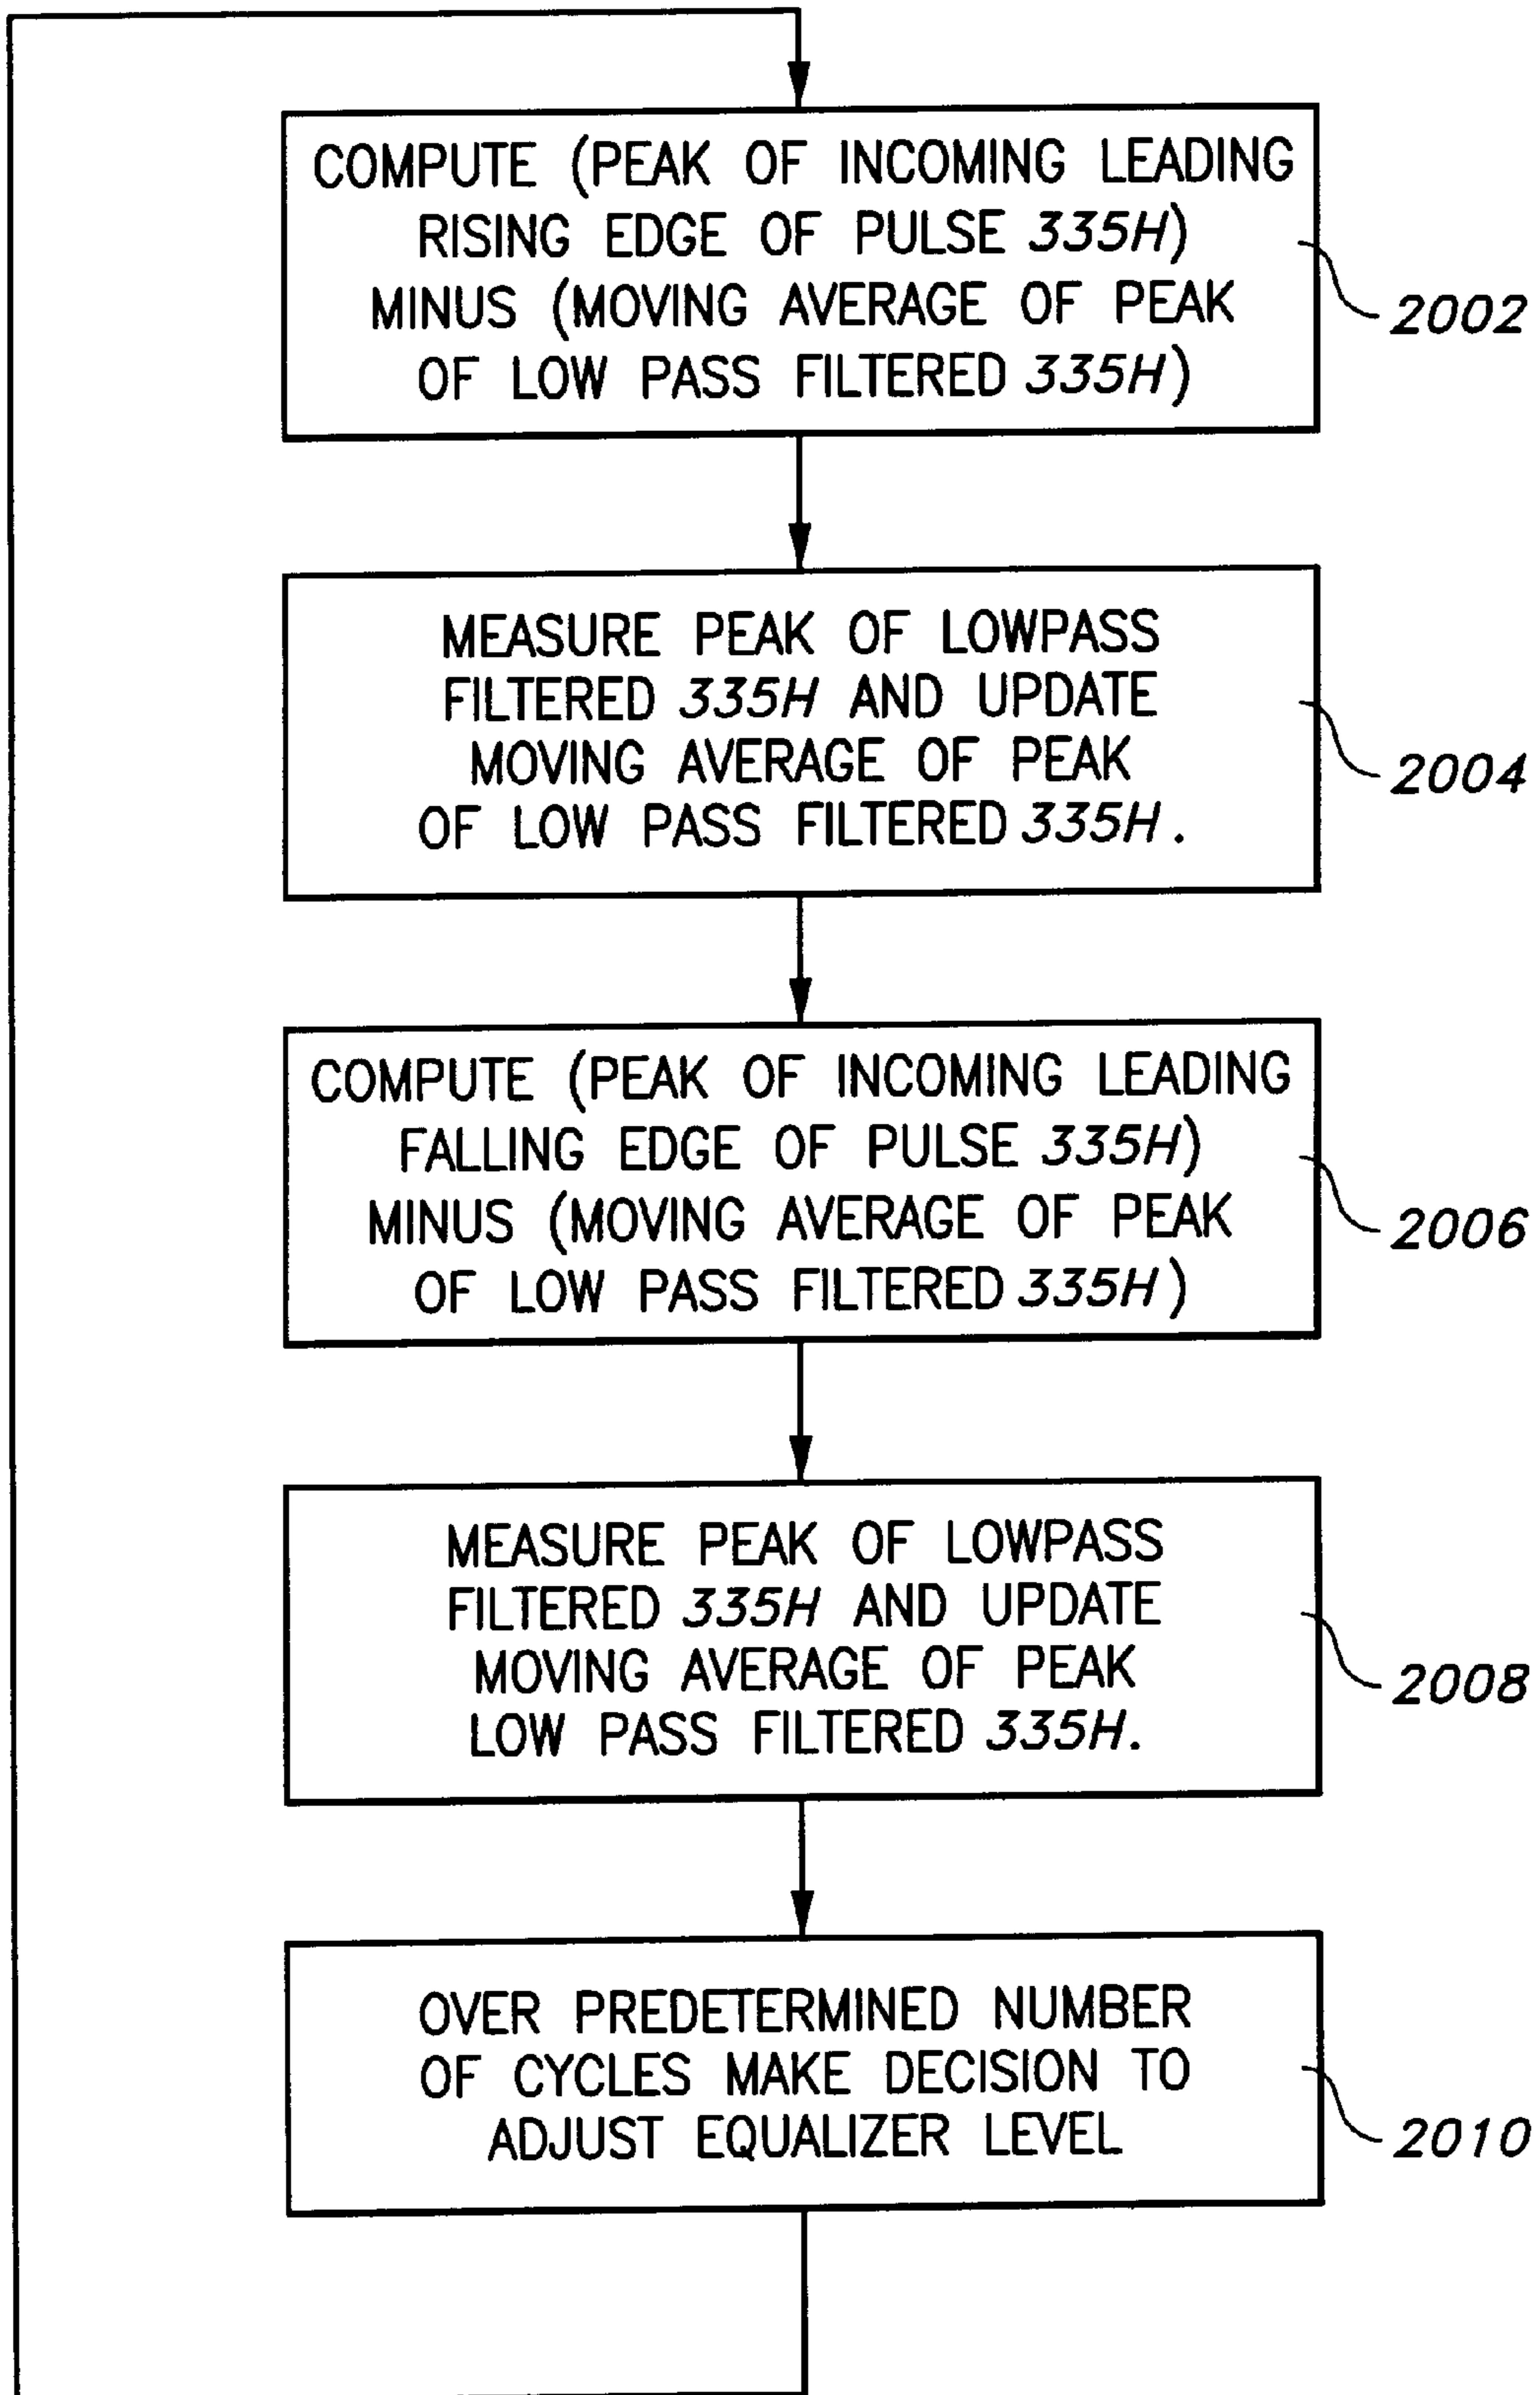 COMPUTE (PEAK OF INCOMING LEADING
RISING EDGE OF PULSE 335H)
MINUS (MOVING AVERAGE OF PEAK
OF LOW PASS FILTERED 335H)
2002
MEASURE PEAK OF LOWPASS
FILTERED 335H AND UPDATE
MOVING AVERAGE OF PEAK
OF LOW PASS FILTERED 335H.
2004
COMPUTE (PEAK OF INCOMING LEADING
FALLING EDGE OF PULSE 335H)
MINUS (MOVING AVERAGE OF PEAK
OF LOW PASS FILTERED 335H)
2006
MEASURE PEAK OF LOWPASS
FILTERED 335H AND UPDATE
MOVING AVERAGE OF PEAK
LOW PASS FILTERED 335H.
2008
OVER PREDETERMINED NUMBER
OF CYCLES MAKE DECISION TO
ADJUST EQUALIZER LEVEL
2010